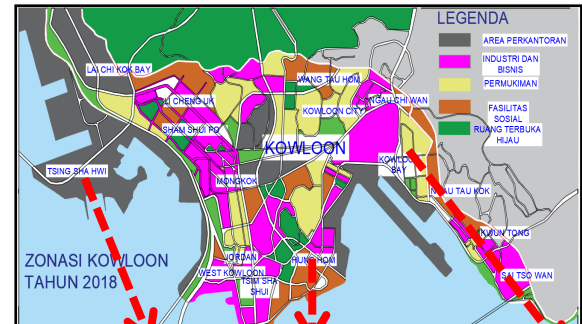 LEGENDA
AREA PERKANTORAN
INDUSTRI DAN
BISNIS
PERMUKIMAN
FASILITAS
SOSIAL
RUANG TERBUKA
HIJAU
LAI CHI KOK BAY
WANG TAU HOM
NGAU CHI WAN
LI CHENG UK
KOWLOON CITY
SHAM SHUI PO
KOWLOON
KOWLOON
BAY
TSING SHA HWI
MONGKOK
NGAU TAU KOK
KWUN TONG
ZONASI KOWLOON
TAHUN 2018
JORDAN
HUNG HOM
WEST KOWLOON
TSIM SHA
SHUI
SAI TSO WAN